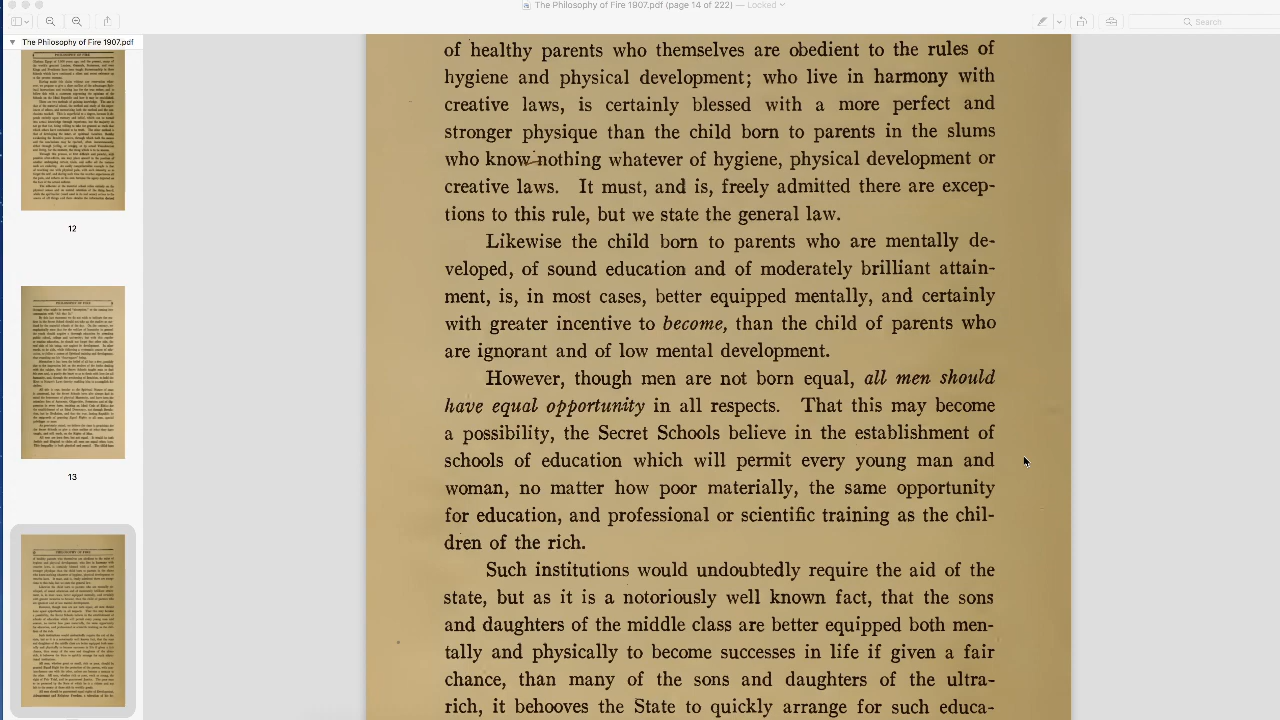 The Philosophy of Fire 1907.pdf (page 14 of 222) — Locked
Search
The Philosophy of Fire 1907.pdf
12
13
of healthy parents who themselves are obedient to the rules of
hygiene and physical development, who live in harmony with
creative laws, is certainly blessed with a more perfect and
stronger physique than the child born to parents in the slums
who know nothing whatever of hygiene, physical development or
creative laws. It must, and is, freely admitted there are excep-
tions to this rule, but we state the general law.
Likewise the child born to parents who are mentally de-
veloped, of sound education and of moderately brilliant attain-
ment is, in most cases, better equipped mentally, and certainly
with greater incentive to become, than the child of parents who
are ignorant and of low mental development.
However, though men are not born equal, all men should
have equal opportunity in all respects. That this may become
a possibility, the Secret Schools advocate the establishment of
schools of education which will permit every young man and
woman, no matter how poor materially, the same opportunity
for education, and professional or scientific training as the chil-
dren of the rich.
Such institutions would undoubtedly require the aid of the
state, but as it is a notoriously well known fact, that the sons
and daughters of the middle class are better equipped both men-
tally and physically to become success in life if given a fair
chance, than many of the sons and daughters of the ultra-
rich, it behooves the State to quickly arrange for such educa-